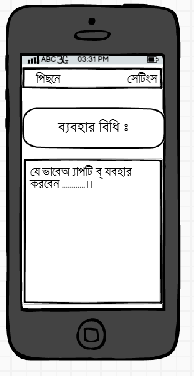 ABC 3G 03:31 PM
পিছনে সেটিংস
ব্যবহার বিধি ঃ
যে ভাবেঅ্যাপটি ব্ যবহার
করবেন ............।।